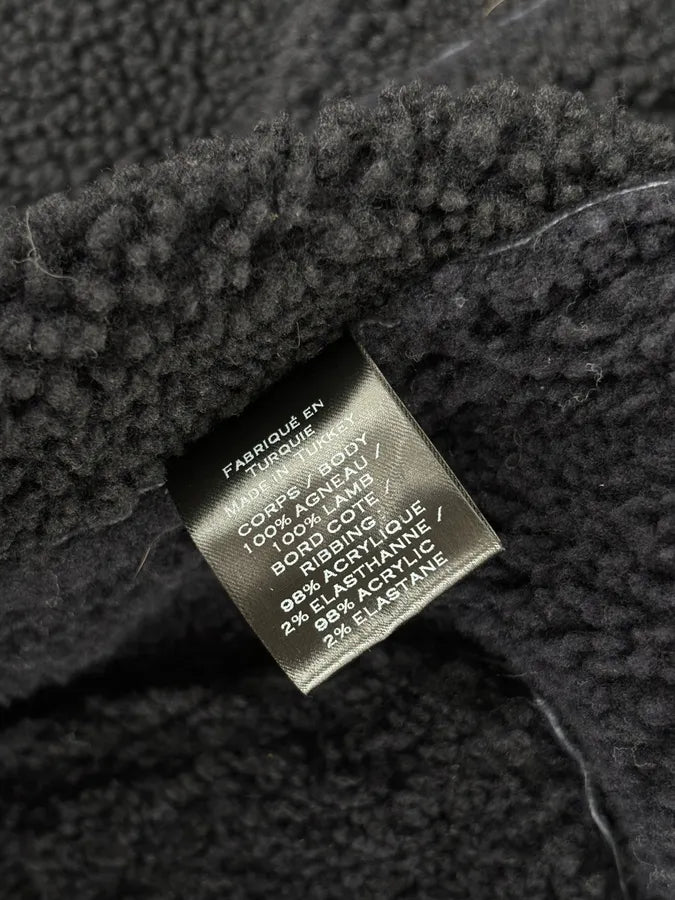 FABRIQUÉ EN
TURQUIE
MADE IN TURKEY
CORPS / BODY
100% AGNEAU /
100% LAMB
BORD COTE /
RIBBING:
98% ACRYLIQUE
2% ELASTHANNE /
98% ACRYLIC
2% ELASTANE